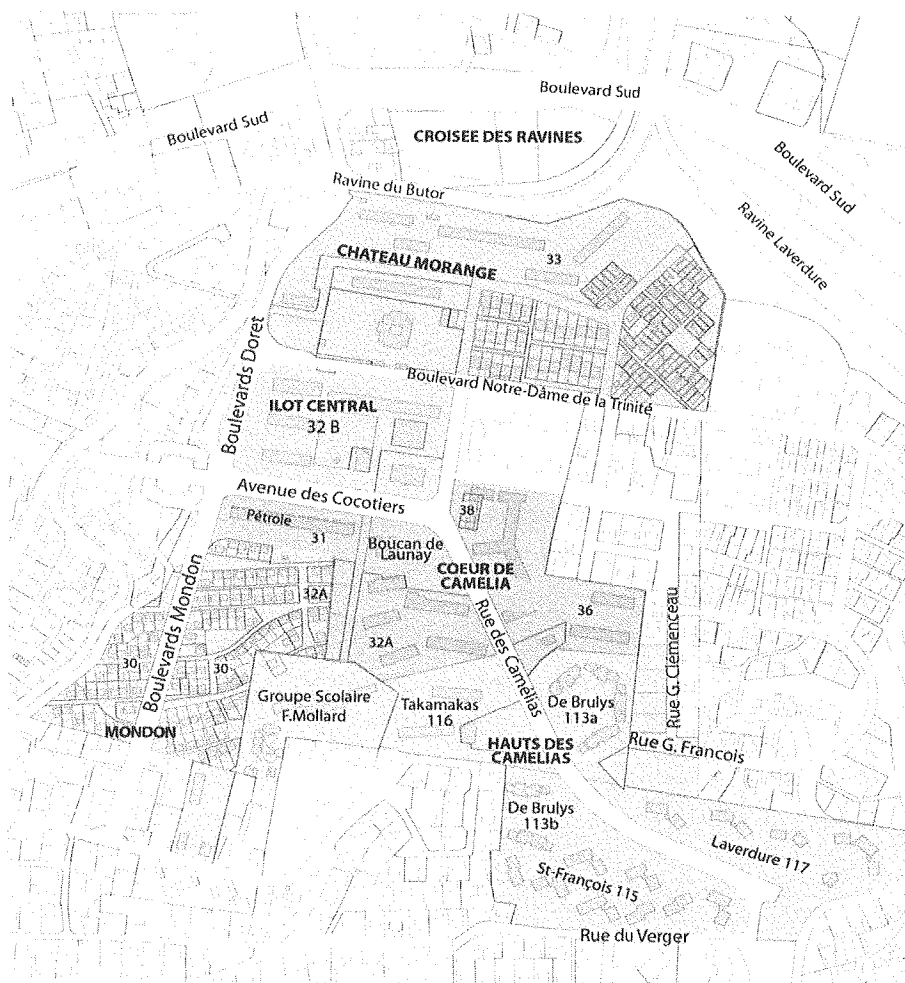 Boulevard Sud
Boulevard Sud
CROISEE DES RAVINES
Boulevard Sud
Ravine du Butor
Ravine Laverdure
CHATEAU MORANGE
33
Boulevards Doret
Boulevard Notre-Dâme de la Trinité
ILOT CENTRAL
32 B
Avenue des Cocotiers
Pétrole
31
38
Boucan de
Launay
COEUR DE
CAMELIA
32A
36
Boulevards Mondon
32A
Rue des Camélias
Rue G. Clémenceau
30
30
Groupe Scolaire
F.Mollard
Takamakas
116
De Brulys
113a
MONDON
HAUTS DES
CAMELIAS
Rue G. Francois
De Brulys
113b
Laverdure 117
St-François 115
Rue du Verger